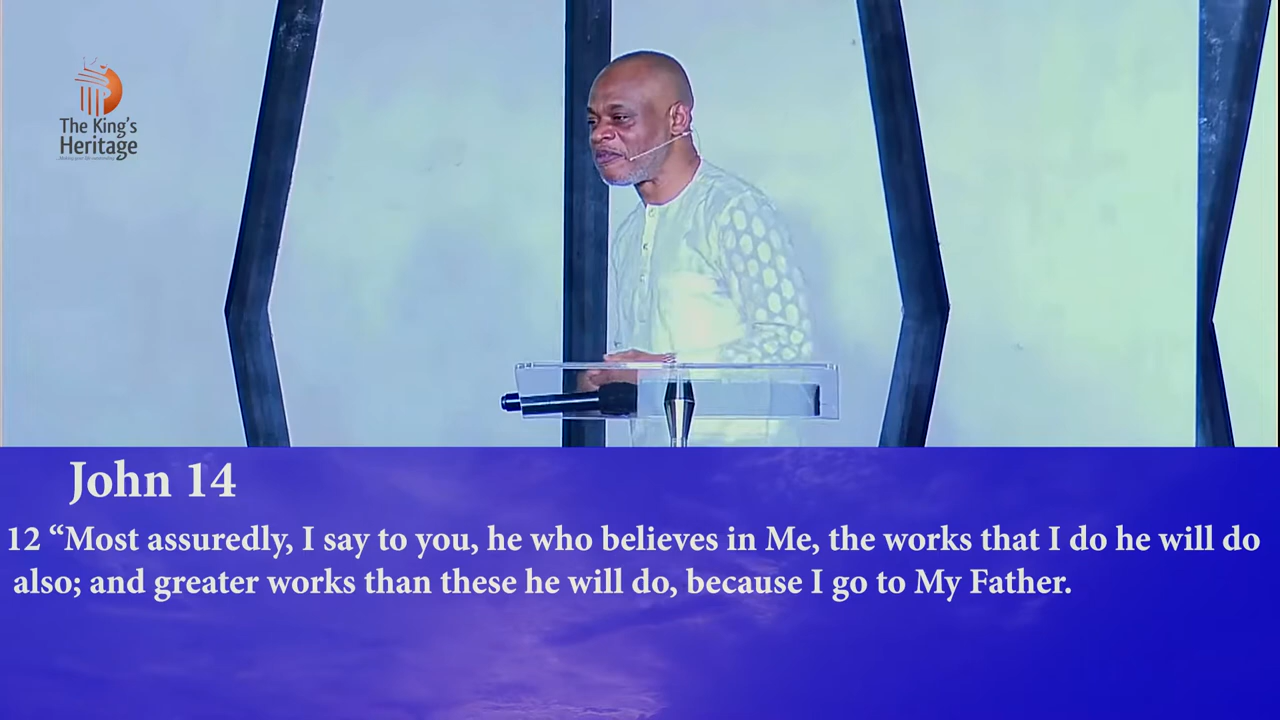 The King's
Heritage
John 14
12 “Most assuredly, I say to you, he who believes in Me, the works that I do he will do
also; and greater works than these he will do, because I go to My Father.